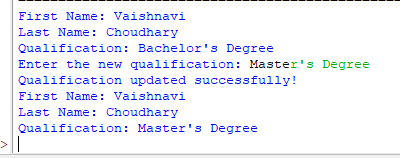 First Name: Vaishnavi
Last Name: Choudhary
Qualification: Bachelor's Degree
Enter the new qualification: Master's Degree
Qualification updated successfully!
First Name: Vaishnavi
Last Name: Choudhary
Qualification: Master's Degree
>